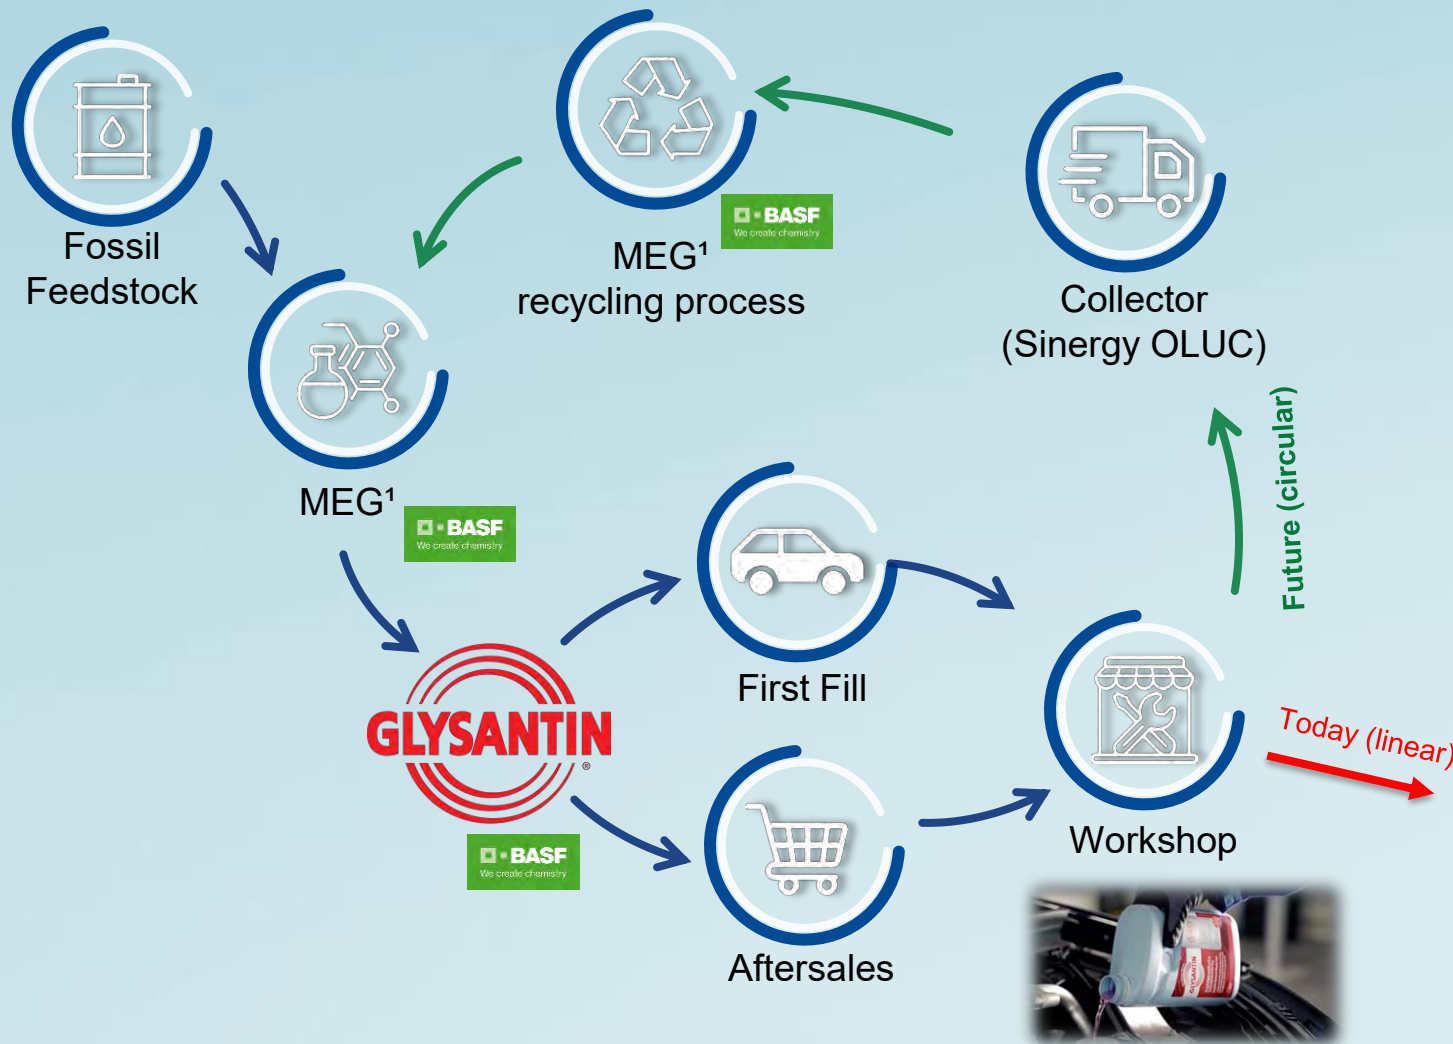 Fossil
Feedstock
BASF
We create chemistry
MEG¹
recycling process
Collector
(Sinergy OLUC)
MEG¹
BASF
We create chemistry
Future (circular)
GLYSANTIN
®
First Fill
Today (linear)
BASF
We create chemistry
Workshop
Aftersales
GLYSANTIN